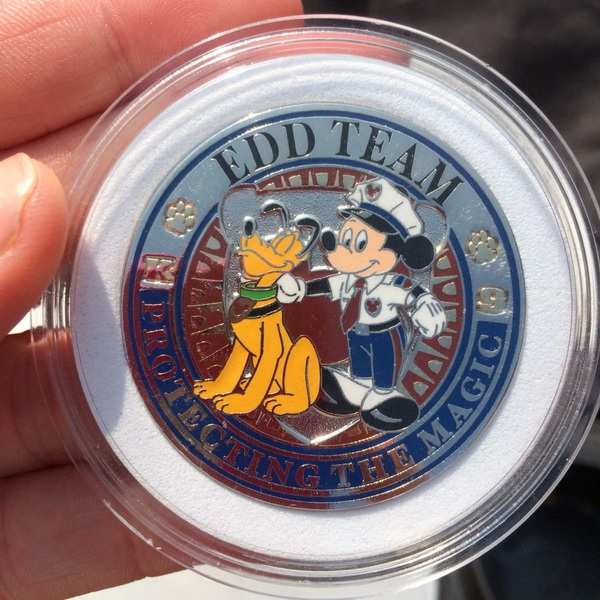 EDD TEAM
K 9
PROTECTING THE MAGIC